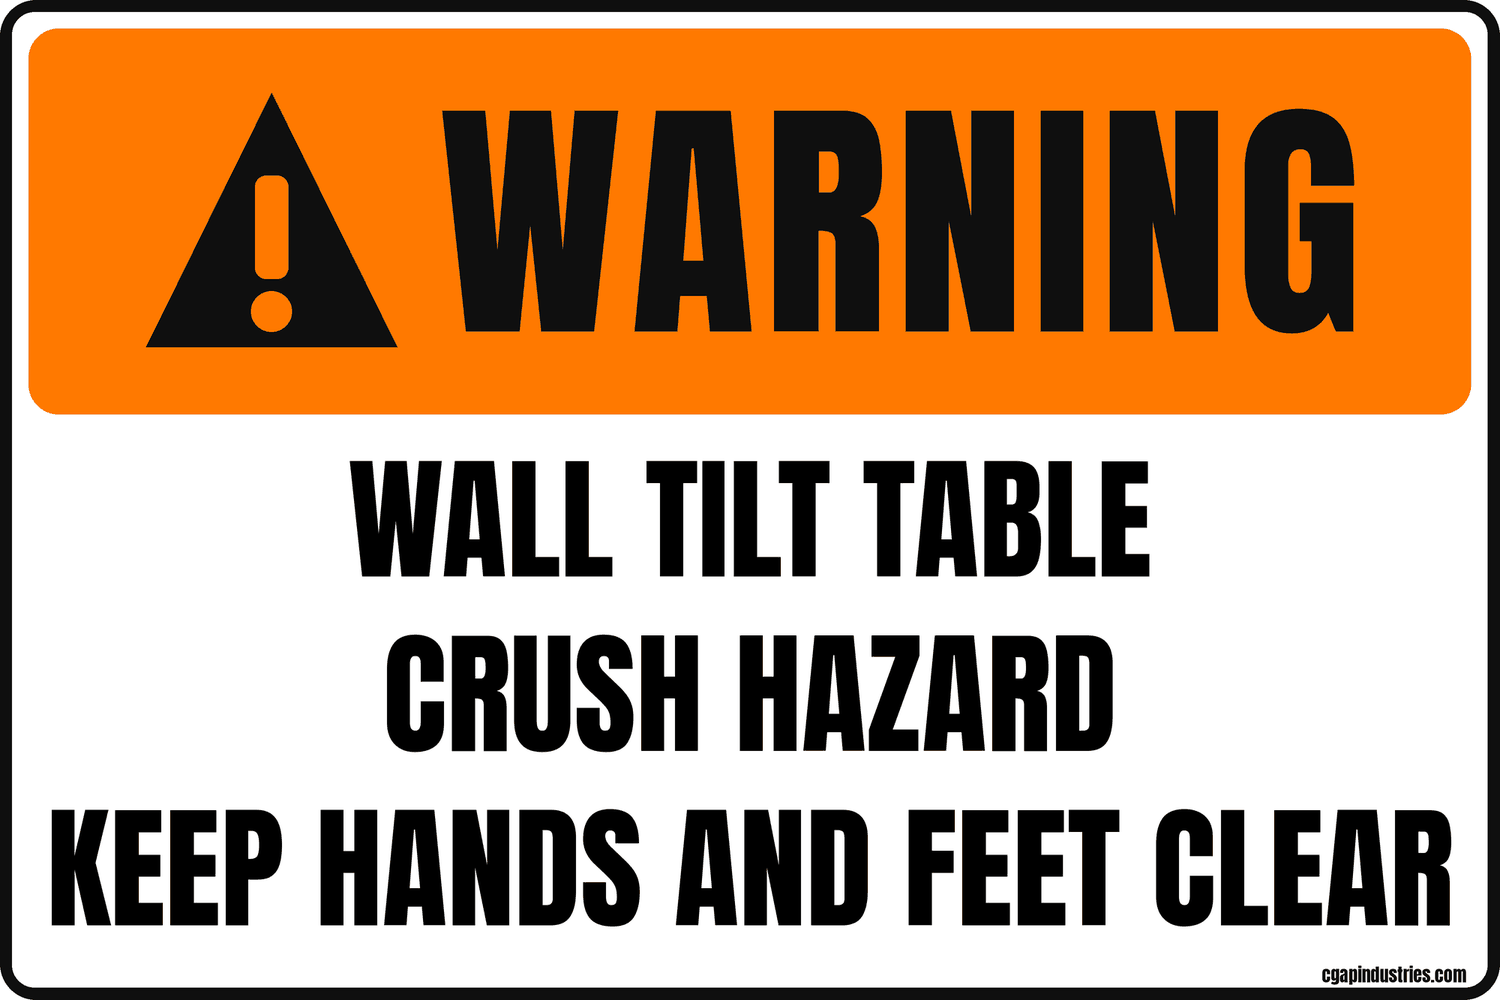 WARNING
WALL TILT TABLE
CRUSH HAZARD
KEEP HANDS AND FEET CLEAR
cgapindustries.com